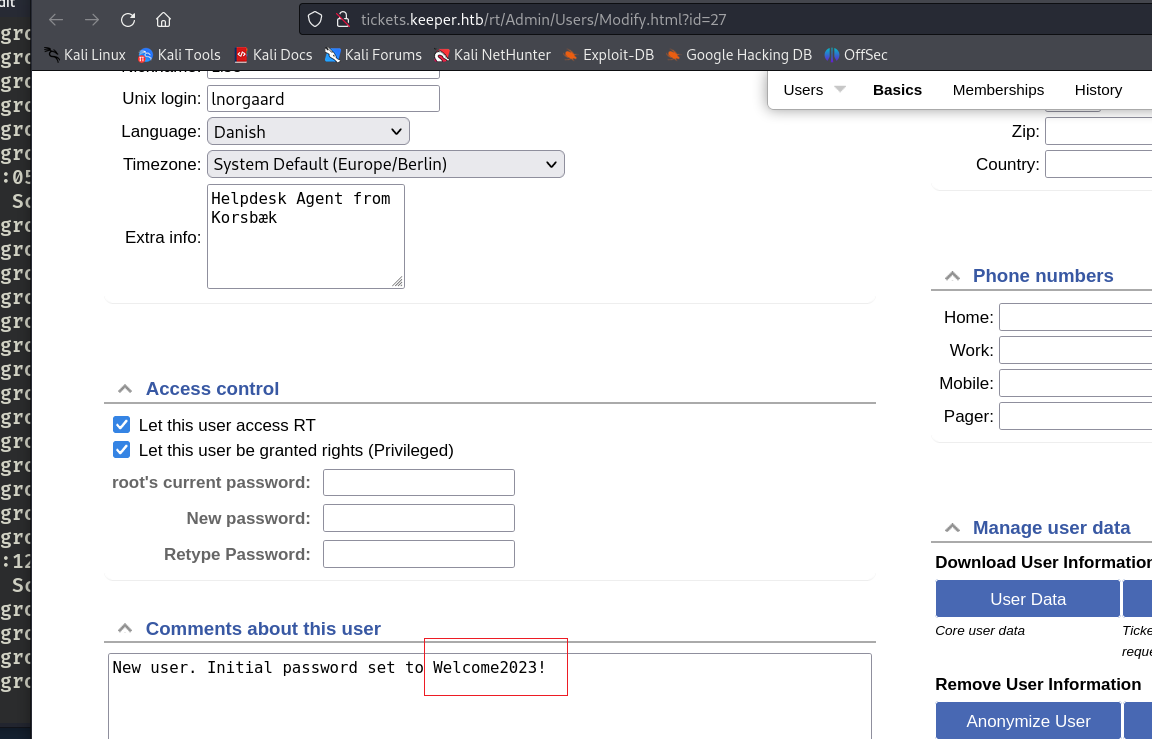 dit
tickets.keeper.htb/rt/Admin/Users/Modify.html?id=27
Kali Linux Kali Tools Kali Docs Kali Forums Kali NetHunter Exploit-DB Google Hacking DB OffSec
Users Basics Memberships History
Unix login: lnorgaard
Language: Danish
Timezone: System Default (Europe/Berlin)
Extra info: Helpdesk Agent from
Korsbæk
Zip:
Country:
Access control
Let this user access RT
Let this user be granted rights (Privileged)
root's current password:
New password:
Retype Password:
Comments about this user
New user. Initial password set to Welcome2023!
Phone numbers
Home:
Work:
Mobile:
Pager:
Manage user data
Download User Information
User Data
Core user data
Remove User Information
Anonymize User